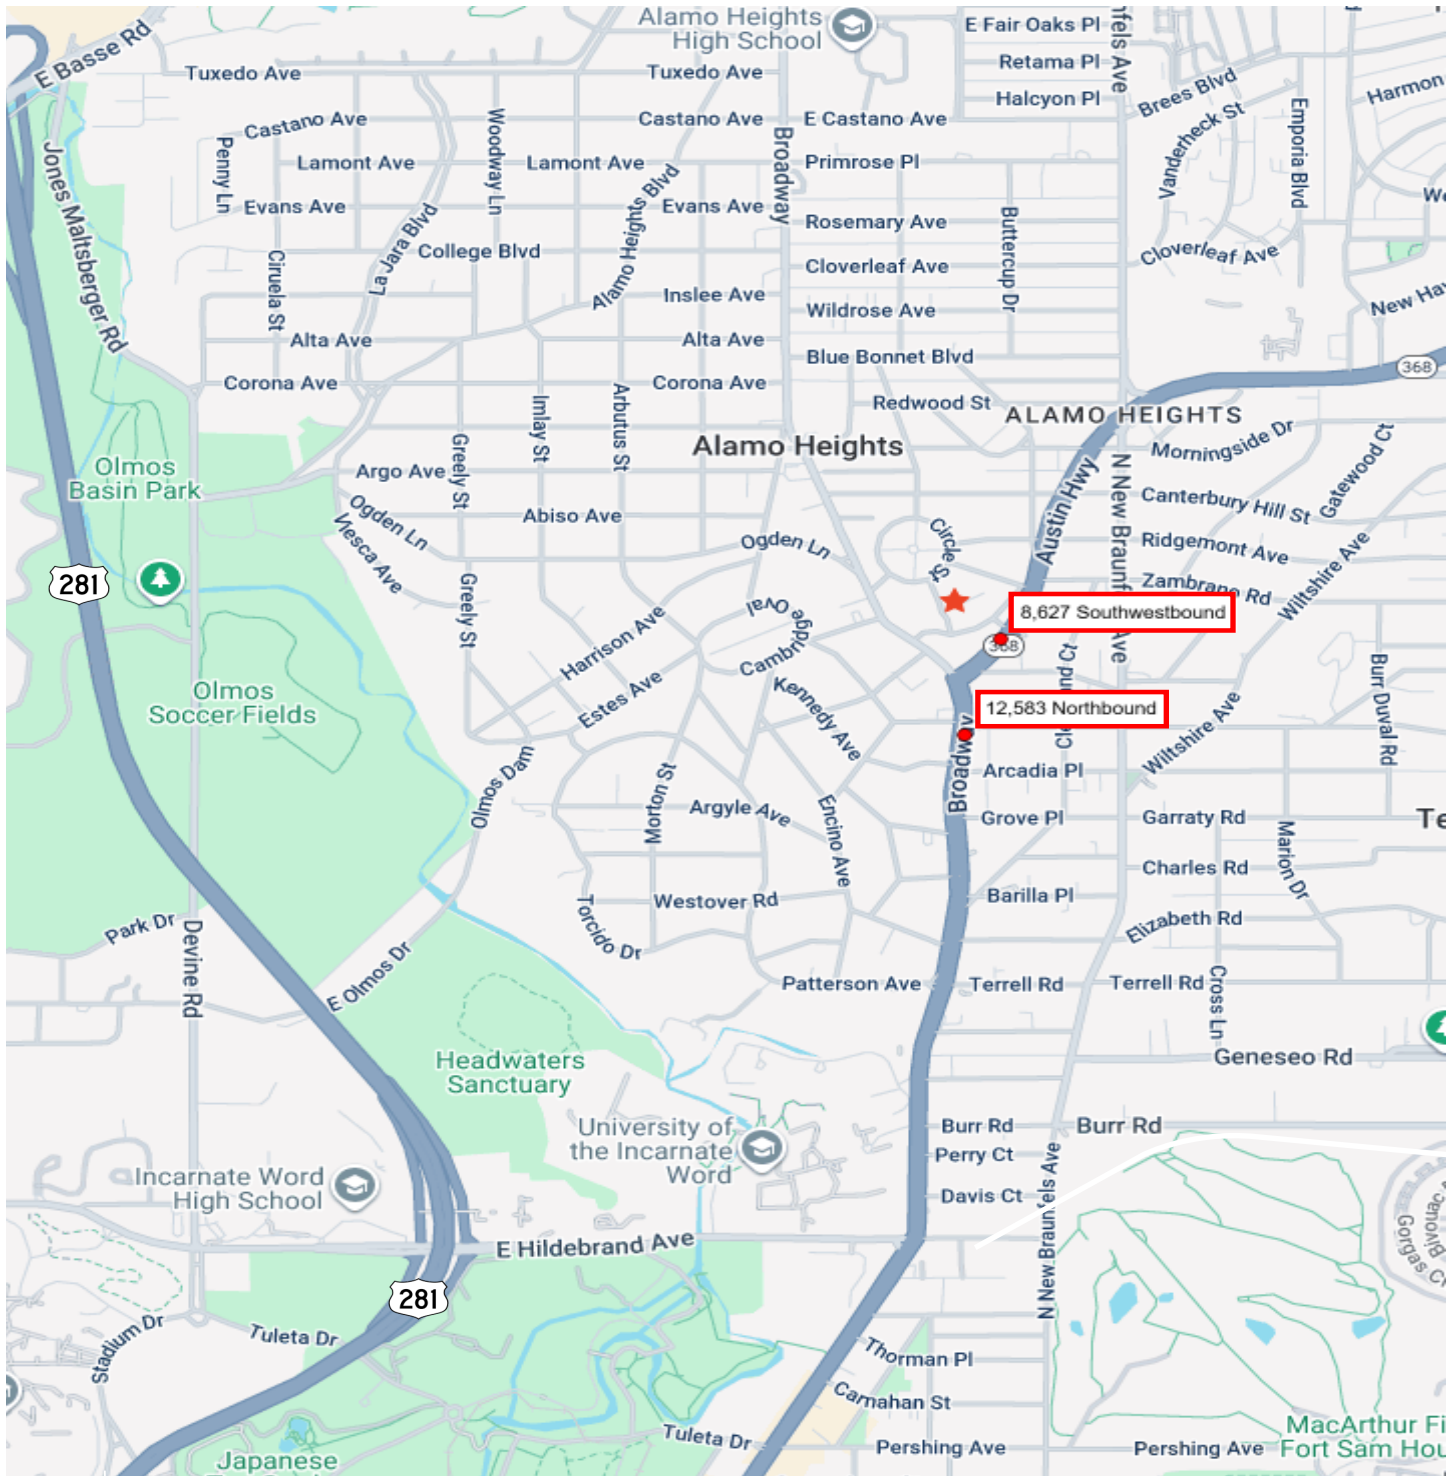 Alamo Heights
High School
E Fair Oaks Pl
Retama Pl
Halcyon Pl
E Basse Rd
Tuxedo Ave
Tuxedo Ave
Brees Blvd
Harmon
Castano Ave
Castano Ave
E Castano Ave
Vanderheck St
Emporia Blvd
Penny Ln
Woodway Ln
Broadway
Jones Maltsberger Rd
Lamont Ave
Lamont Ave
Primrose Pl
Evans Ave
Evans Ave
Rosemary Ave
Alamo Heights Blvd
La Jara Blvd
College Blvd
Buttercup Dr
Cloverleaf Ave
Cloverleaf Ave
Ciruela St
Inslee Ave
Wildrose Ave
Alta Ave
Alta Ave
Blue Bonnet Blvd
368
Corona Ave
Corona Ave
Redwood St
ALAMO HEIGHTS
Imlay St
Arbutus St
Greely St
Alamo Heights
Morningside Dr
Gatewood Ct
Olmos
Basin Park
Argo Ave
Austin Hwy
Canterbury Hill St
Ogden Ln
Abiso Ave
Circle St
Ogden Ln
Ridgemont Ave
Wiltshire Ave
281
Greely St
Zambrano Rd
8,627 Southwestbound
368
Harrison Ave
Cambridge Oval
Olmos
Soccer Fields
Estes Ave
Kennedy Ave
12,583 Northbound
Wiltshire Ave
Burr Duval Rd
Olmos Dam
Broadway
Arcadia Pl
Morton St
Argyle Ave
Encino Ave
Grove Pl
Garraty Rd
Marion Dr
Charles Rd
Westover Rd
Barilla Pl
Torcido Dr
Elizabeth Rd
Park Dr
Devine Rd
E Olmos Dr
Patterson Ave
Terrell Rd
Terrell Rd
Cross Ln
Headwaters
Sanctuary
Geneseo Rd
University of
the Incarnate
Word
Burr Rd
Burr Rd
Perry Ct
Davis Ct
Incarnate Word
High School
N New Braunfels Ave
E Hildebrand Ave
281
Stadium Dr
Tuleta Dr
Thorman Pl
Carnahan St
Tuleta Dr
Pershing Ave
Pershing Ave
MacArthur Fi
Fort Sam Hou
Japanese